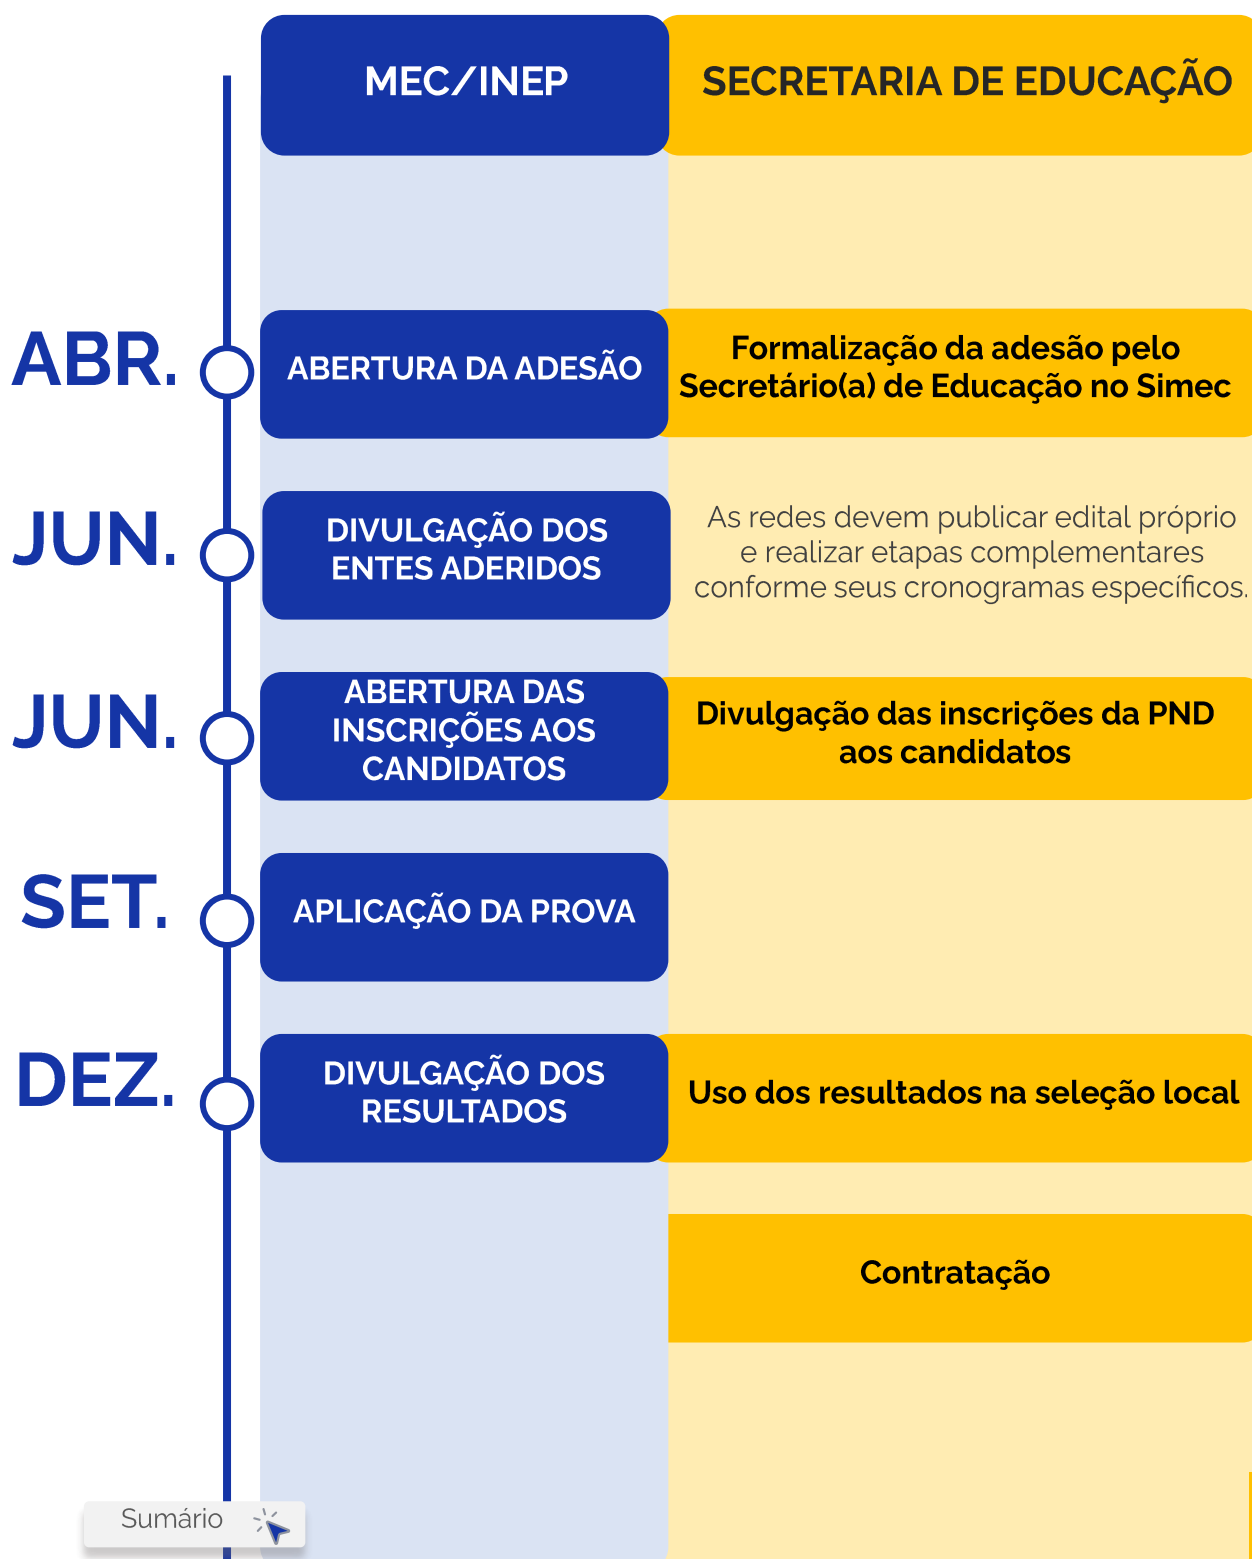 MEC/INEP
SECRETARIA DE EDUCAÇÃO
ABR.
ABERTURA DA ADESÃO
Formalização da adesão pelo
Secretário(a) de Educação no Simec
JUN.
DIVULGAÇÃO DOS
ENTES ADERIDOS
As redes devem publicar edital próprio
e realizar etapas complementares
conforme seus cronogramas específicos.
JUN.
ABERTURA DAS
INSCRIÇÕES AOS
CANDIDATOS
Divulgação das inscrições da PND
aos candidatos
SET.
APLICAÇÃO DA PROVA
DEZ.
DIVULGAÇÃO DOS
RESULTADOS
Uso dos resultados na seleção local
Contratação
Sumário